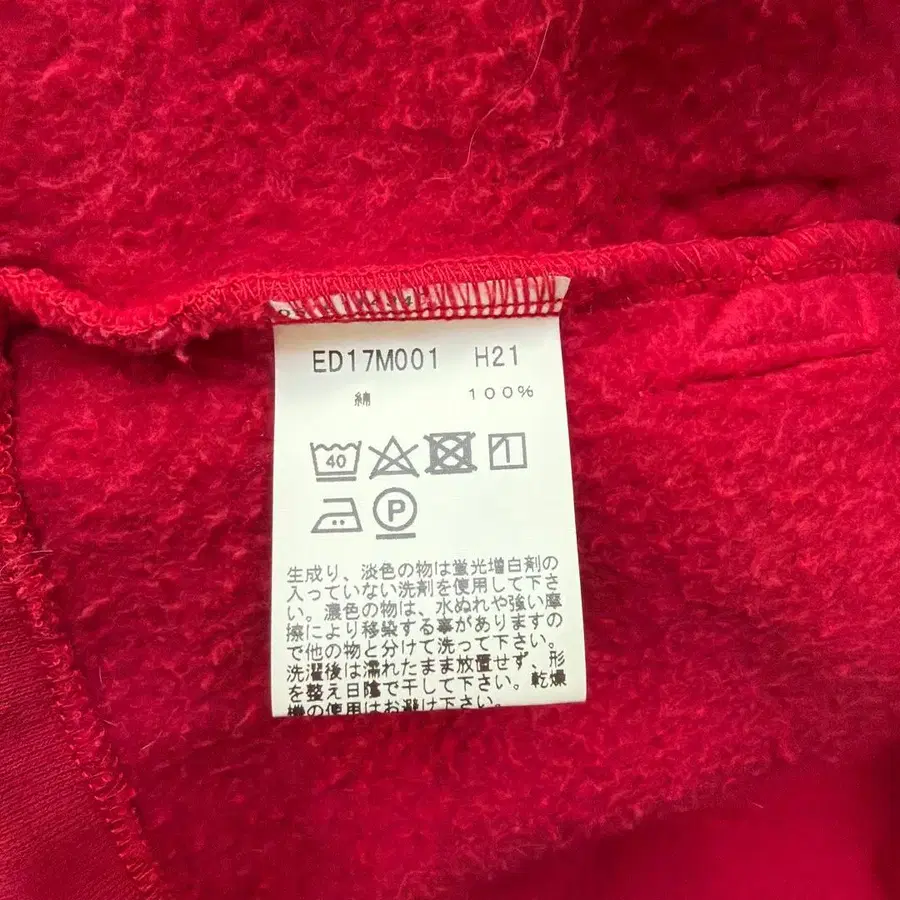 ED17M001 H21
綿 100%
40
P
生成り、淡色の物は蛍光増白剤の
入っていない洗剤を使用して下さ
い。濃色の物は、水ぬれや強い摩
擦により移染する事がありますの
で他の物と分けて洗って下さい。
洗濯後は濡れたまま放置せず、形
を整え日陰で干して下さい。乾燥
機の使用はお避け下さい。